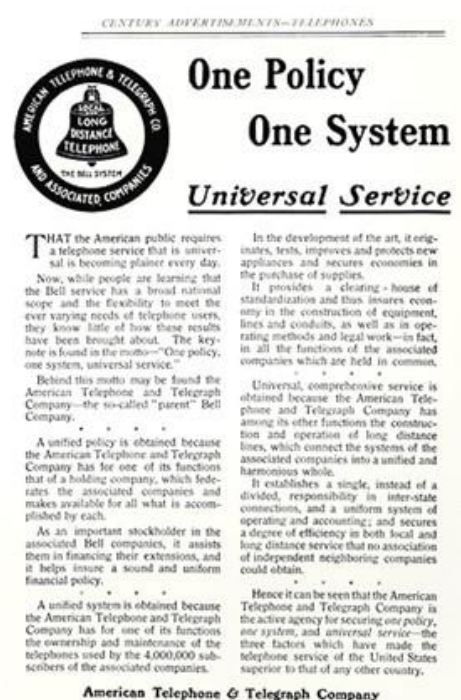 CENTURY ADVERTISEMENTS—TELEPHONES
AMERICAN TELEPHONE & TELEGRAPH CO.
AND ASSOCIATED COMPANIES
LOCAL
LONG
DISTANCE
TELEPHONE
THE BELL SYSTEM
One Policy
One System
Universal Service
THAT the American public requires
a telephone service that is univer-
sal is becoming plainer every day.
Now, while people are learning that
the Bell service has a broad national
scope and the flexibility to meet the
ever varying needs of telephone users,
they know little of how these results
have been brought about. The key-
note is found in the motto—"One policy,
one system, universal service."
Behind this motto may be found the
American Telephone and Telegraph
Company—the so-called "parent" Bell
Company.
* * * *
A unified policy is obtained because
the American Telephone and Telegraph
Company has for one of its functions
that of a holding company, which fede-
rates the associated companies and
makes available for all what is accom-
plished by each.
As an important stockholder in the
associated Bell companies, it assists
them in financing their extensions, and
it helps insure a sound and uniform
financial policy.
* * * *
A unified system is obtained because
the American Telephone and Telegraph
Company has for one of its functions
the ownership and maintenance of the
telephones used by the 4,000,000 sub-
scribers of the associated companies.
In the development of the art, it orig-
inates, tests, improves and protects new
appliances and secures economies in
the purchase of supplies.
It provides a clearing-house of
standardization and thus insures econ-
omy in the construction of equipment,
lines and conduits, as well as in ope-
rating methods and legal work—in fact,
in all the functions of the associated
companies which are held in common.
* * * *
Universal, comprehensive service is
obtained because the American Tele-
phone and Telegraph Company has
among its other functions the construc-
tion and operation of long distance
lines, which connect the systems of the
associated companies into a unified and
harmonious whole.
It establishes a single, instead of a
divided, responsibility in inter-state
connections, and a uniform system of
operating and accounting; and secures
a degree of efficiency in both local and
long distance service that no association
of independent neighboring companies
could obtain.
* * * *
Hence it can be seen that the American
Telephone and Telegraph Company is
the active agency for securing one policy,
one system, and universal service—the
three factors which have made the
telephone service of the United States
superior to that of any other country.
American Telephone & Telegraph Company